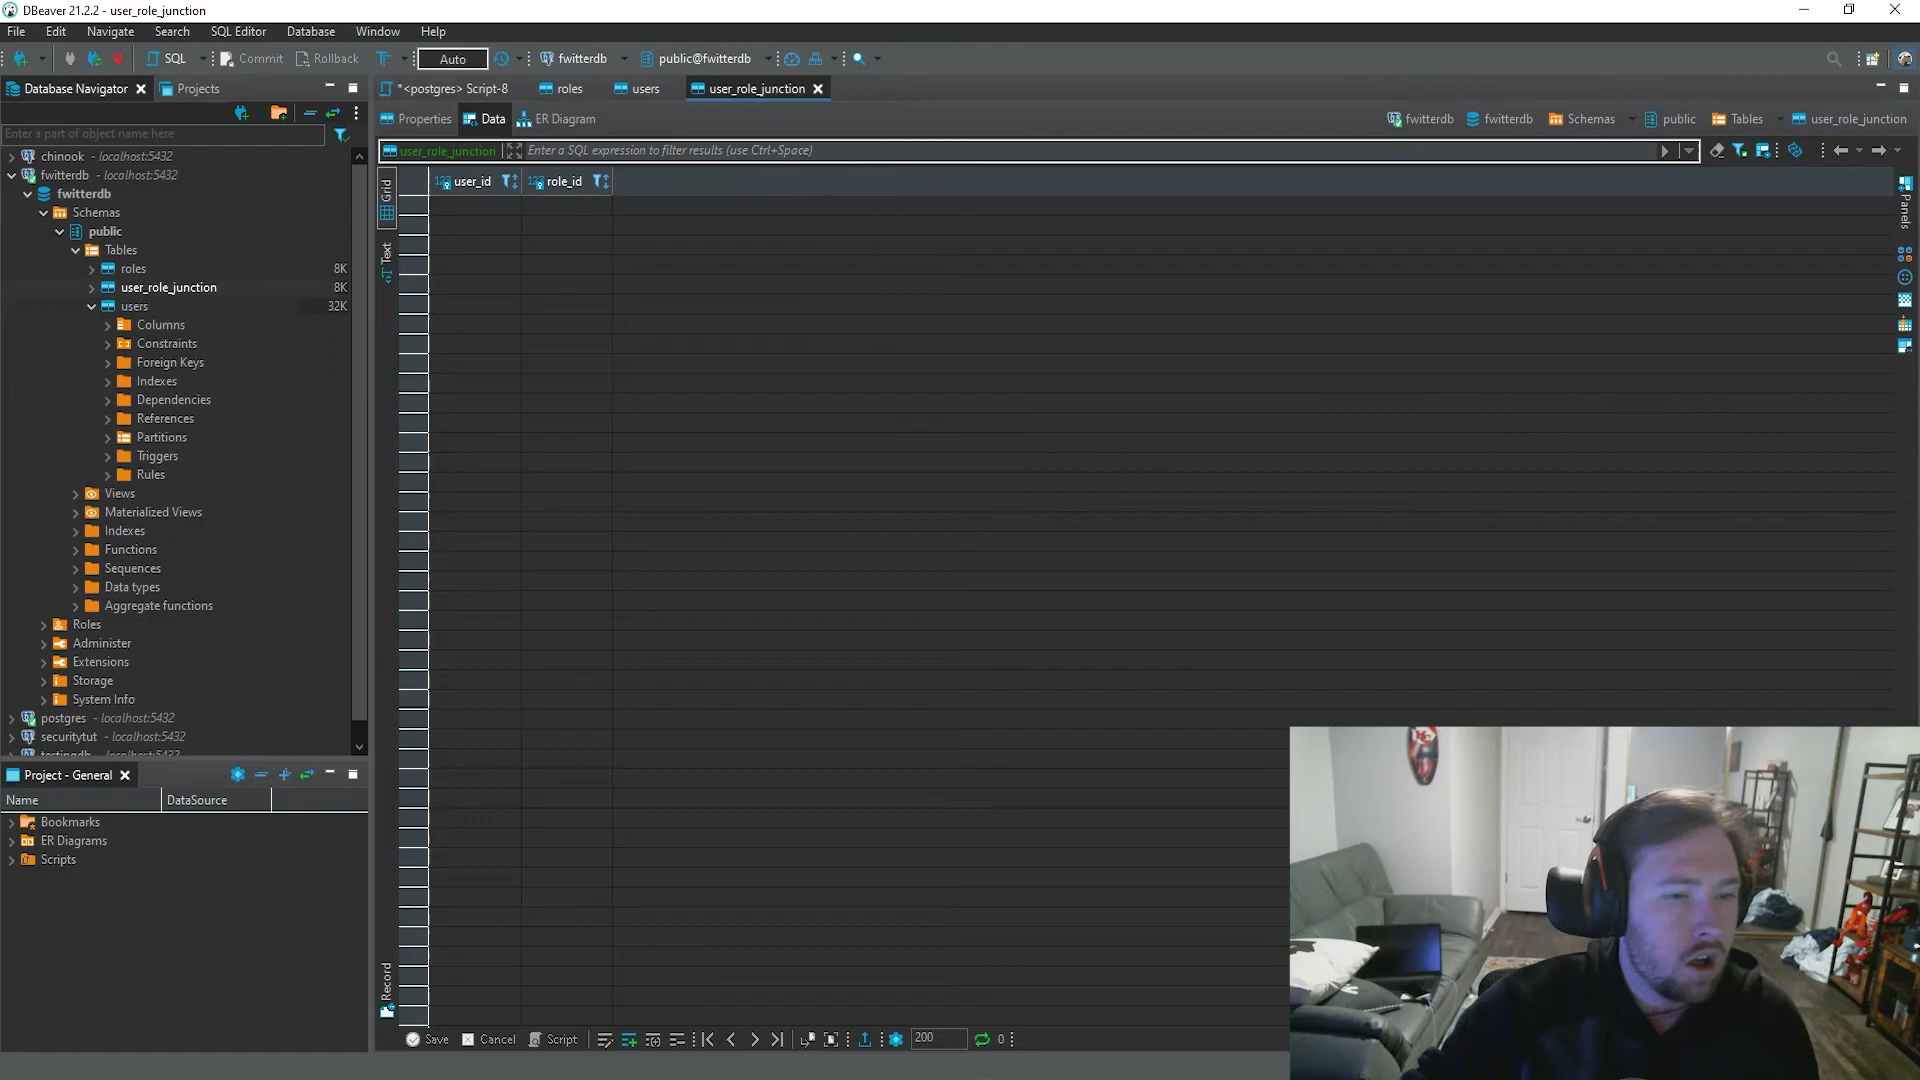 DBeaver 21.2.2 - user_role_junction
File Edit Navigate Search SQL Editor Database Window Help
SQL Commit Rollback Auto fwitterdb public@fwitterdb
Database Navigator Projects
Enter a part of object name here
chinook - localhost:5432
fwitterdb - localhost:5432
fwitterdb
Schemas
public
Tables
roles 8K
user_role_junction 8K
users 32K
Columns
Constraints
Foreign Keys
Indexes
Dependencies
References
Partitions
Triggers
Rules
Views
Materialized Views
Indexes
Functions
Sequences
Data types
Aggregate functions
Roles
Administer
Extensions
Storage
System Info
postgres - localhost:5432
securitytut - localhost:5432
testingdb - localhost:5432
Project - General
Name DataSource
Bookmarks
ER Diagrams
Scripts
*<postgres> Script-8 roles users user_role_junction
Properties Data ER Diagram fwitterdb fwitterdb Schemas public Tables user_role_junction
user_role_junction Enter a SQL expression to filter results (use Ctrl+Space)
Grid
Text
Record
123 user_id 123 role_id
Panels
Save Cancel Script 200 0